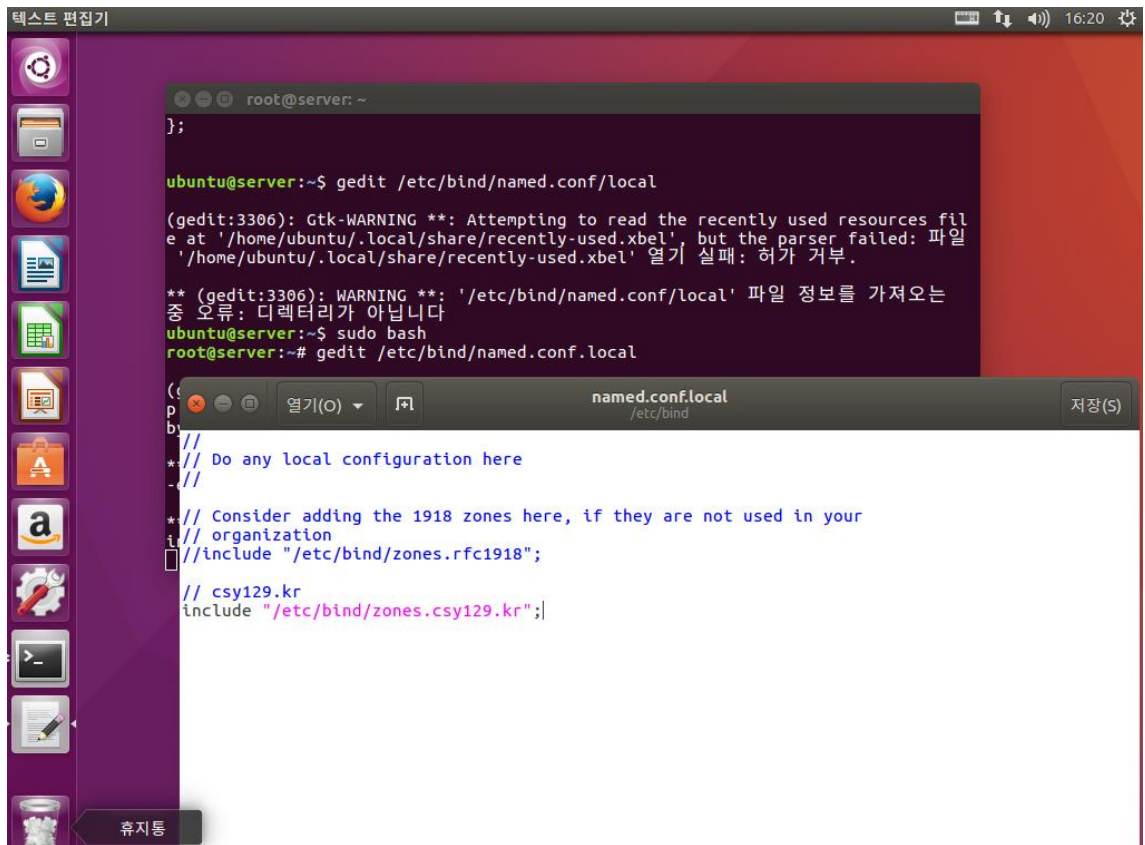 텍스트 편집기
16:20
root@server: ~
};
ubuntu@server:~$ gedit /etc/bind/named.conf/local
(gedit:3306): Gtk-WARNING **: Attempting to read the recently used resources fil
e at '/home/ubuntu/.local/share/recently-used.xbel', but the parser failed: 파일
'/home/ubuntu/.local/share/recently-used.xbel' 열기 실패: 허가 거부.
** (gedit:3306): WARNING **: '/etc/bind/named.conf/local' 파일 정보를 가져오는
중 오류: 디렉터리가 아닙니다
ubuntu@server:~$ sudo bash
root@server:~# gedit /etc/bind/named.conf.local
열기(O)
named.conf.local
/etc/bind
저장(S)
//
// Do any local configuration here
//
// Consider adding the 1918 zones here, if they are not used in your
// organization
//include "/etc/bind/zones.rfc1918";
// csy129.kr
include "/etc/bind/zones.csy129.kr";
휴지통